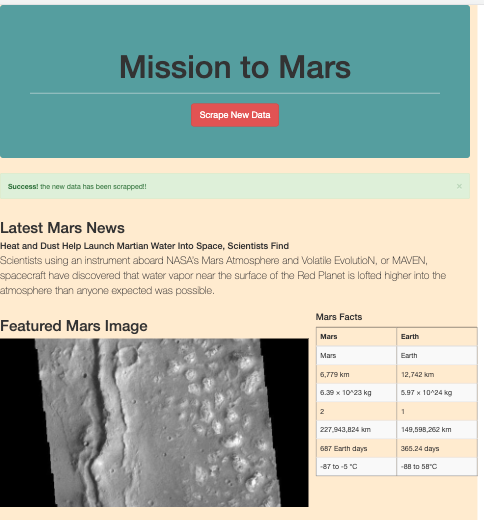 Mission to Mars
Scrape New Data
Success! the new data has been scrapped!! ×
Latest Mars News
Heat and Dust Help Launch Martian Water Into Space, Scientists Find
Scientists using an instrument aboard NASA's Mars Atmosphere and Volatile EvolutioN, or MAVEN,
spacecraft have discovered that water vapor near the surface of the Red Planet is lofted higher into the
atmosphere than anyone expected was possible.
Featured Mars Image
Mars Facts
Mars Earth
Mars Earth
6,779 km 12,742 km
6.39 × 10^23 kg 5.97 × 10^24 kg
2 1
227,943,824 km 149,598,262 km
687 Earth days 365.24 days
-87 to -5 °C -88 to 58°C